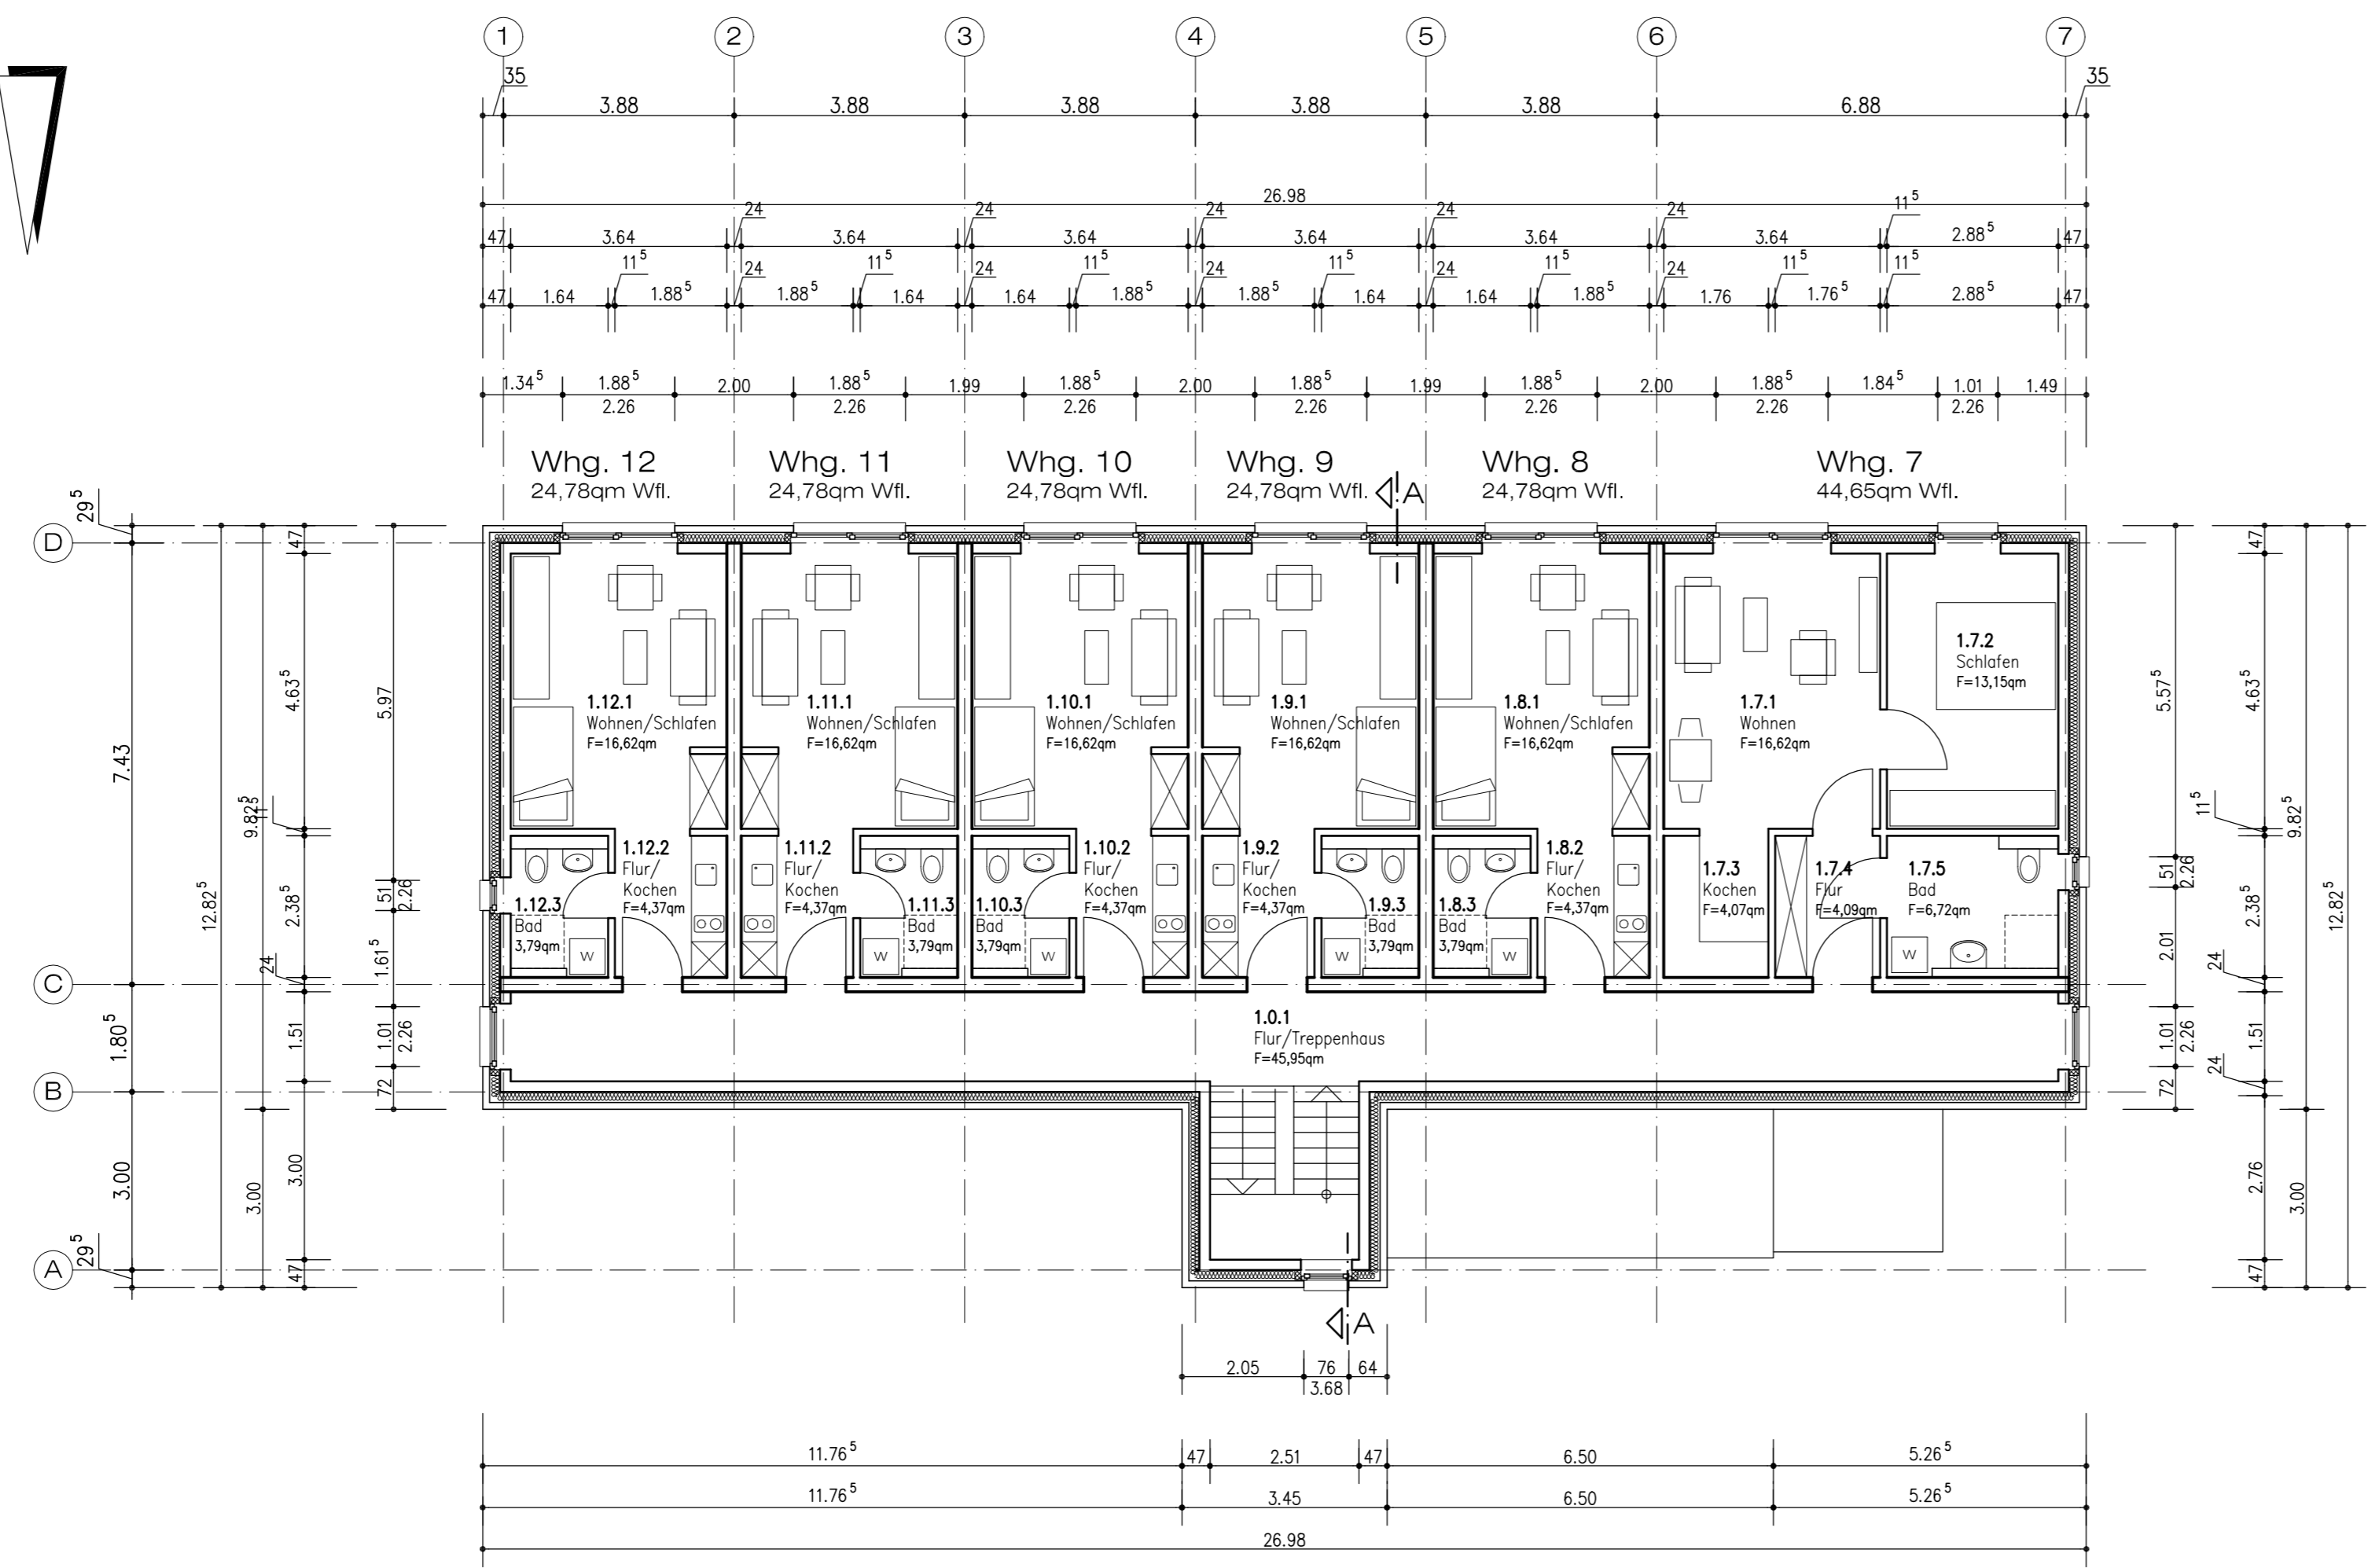 1 2 3 4 5 6 7
35 35
3.88 3.88 3.88 3.88 3.88 6.88
26.98
24 24 24 24 24 11⁵
47 3.64 3.64 3.64 3.64 3.64 3.64 2.88⁵ 47
11⁵ 24 11⁵ 24 11⁵ 24 11⁵ 24 11⁵ 24 11⁵ 11⁵
47 1.64 1.88⁵ 1.88⁵ 1.64 1.64 1.88⁵ 1.88⁵ 1.64 1.64 1.88⁵ 1.76 1.76⁵ 2.88⁵ 47
1.34⁵ 1.88⁵ 2.00 1.88⁵ 1.99 1.88⁵ 2.00 1.88⁵ 1.99 1.88⁵ 2.00 1.88⁵ 1.84⁵ 1.01 1.49
2.26 2.26 2.26 2.26 2.26 2.26 2.26
Whg. 12
24,78qm Wfl.
Whg. 11
24,78qm Wfl.
Whg. 10
24,78qm Wfl.
Whg. 9
24,78qm Wfl.
A
Whg. 8
24,78qm Wfl.
Whg. 7
44,65qm Wfl.
D
C
B
A
29⁵
7.43
1.80⁵
3.00
29⁵
12.82⁵
9.82⁵
3.00
47
4.63⁵
11⁵
2.38⁵
24
1.51
3.00
47
5.97
51
2.26
1.61⁵
1.01
2.26
72
1.12.1
Wohnen/Schlafen
F=16,62qm
1.11.1
Wohnen/Schlafen
F=16,62qm
1.10.1
Wohnen/Schlafen
F=16,62qm
1.9.1
Wohnen/Schlafen
F=16,62qm
1.8.1
Wohnen/Schlafen
F=16,62qm
1.7.1
Wohnen
F=16,62qm
1.7.2
Schlafen
F=13,15qm
1.12.2
Flur/
Kochen
F=4,37qm
1.12.3
Bad
3,79qm
W
1.11.2
Flur/
Kochen
F=4,37qm
1.11.3
Bad
3,79qm
W
1.10.3
Bad
3,79qm
W
1.10.2
Flur/
Kochen
F=4,37qm
1.9.2
Flur/
Kochen
F=4,37qm
1.9.3
Bad
3,79qm
W
1.8.3
Bad
3,79qm
W
1.8.2
Flur/
Kochen
F=4,37qm
1.7.3
Kochen
F=4,07qm
1.7.4
Flur
F=4,09qm
1.7.5
Bad
F=6,72qm
W
1.0.1
Flur/Treppenhaus
F=45,95qm
5.57⁵
51
2.26
2.01
1.01
2.26
72
47
4.63⁵
11⁵
2.38⁵
24
1.51
24
2.76
47
9.82⁵
3.00
12.82⁵
A
2.05 76 64
3.68
11.76⁵ 47 2.51 47 6.50 5.26⁵
11.76⁵ 3.45 6.50 5.26⁵
26.98